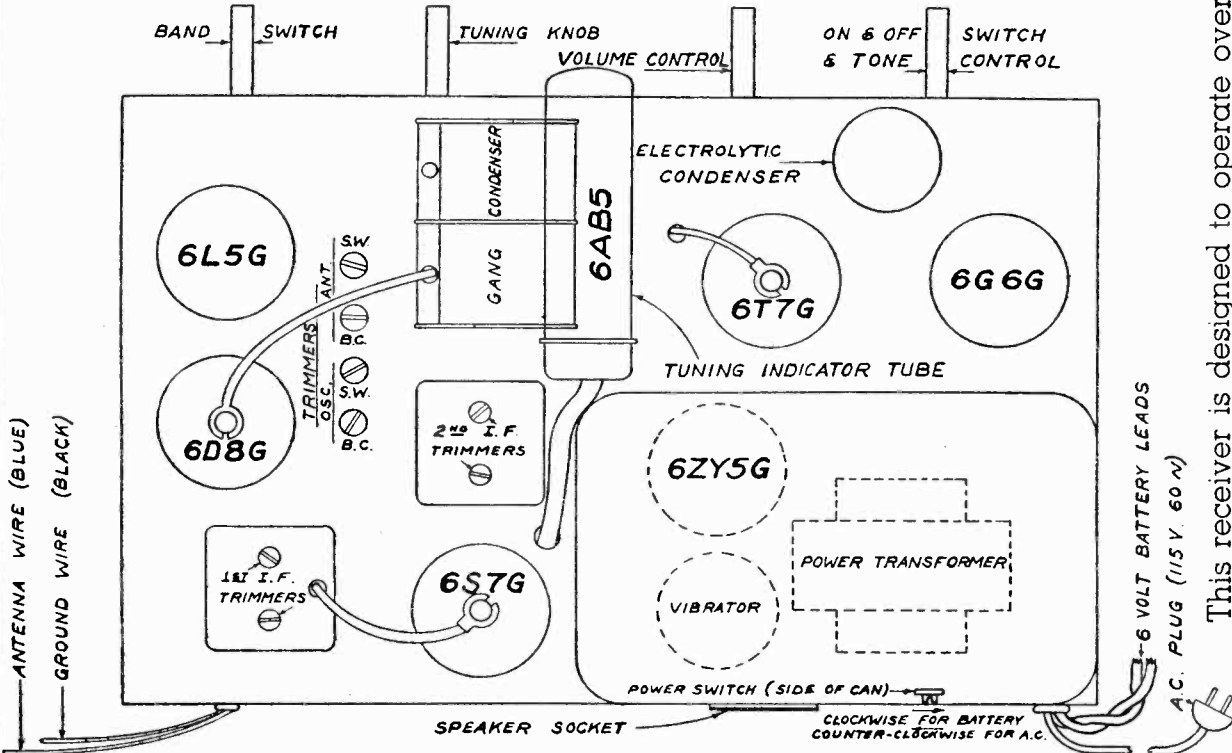 BAND SWITCH
TUNING KNOB
VOLUME CONTROL
ON & OFF SWITCH
& TONE CONTROL
ELECTROLYTIC
CONDENSER
GANG CONDENSER
6AB5
6L5G
S.W.
ANT
B.C.
TRIMMERS
OSC.
S.W.
B.C.
6T7G
6G6G
TUNING INDICATOR TUBE
6D8G
2ND I.F.
TRIMMERS
6ZY5G
POWER TRANSFORMER
1ST I.F.
TRIMMERS
6S7G
VIBRATOR
ANTENNA WIRE (BLUE)
GROUND WIRE (BLACK)
POWER SWITCH (SIDE OF CAN)
SPEAKER SOCKET
CLOCKWISE FOR BATTERY
COUNTER-CLOCKWISE FOR A.C.
6 VOLT BATTERY LEADS
A.C. PLUG (115 V. 60~)
This receiver is designed to operate over